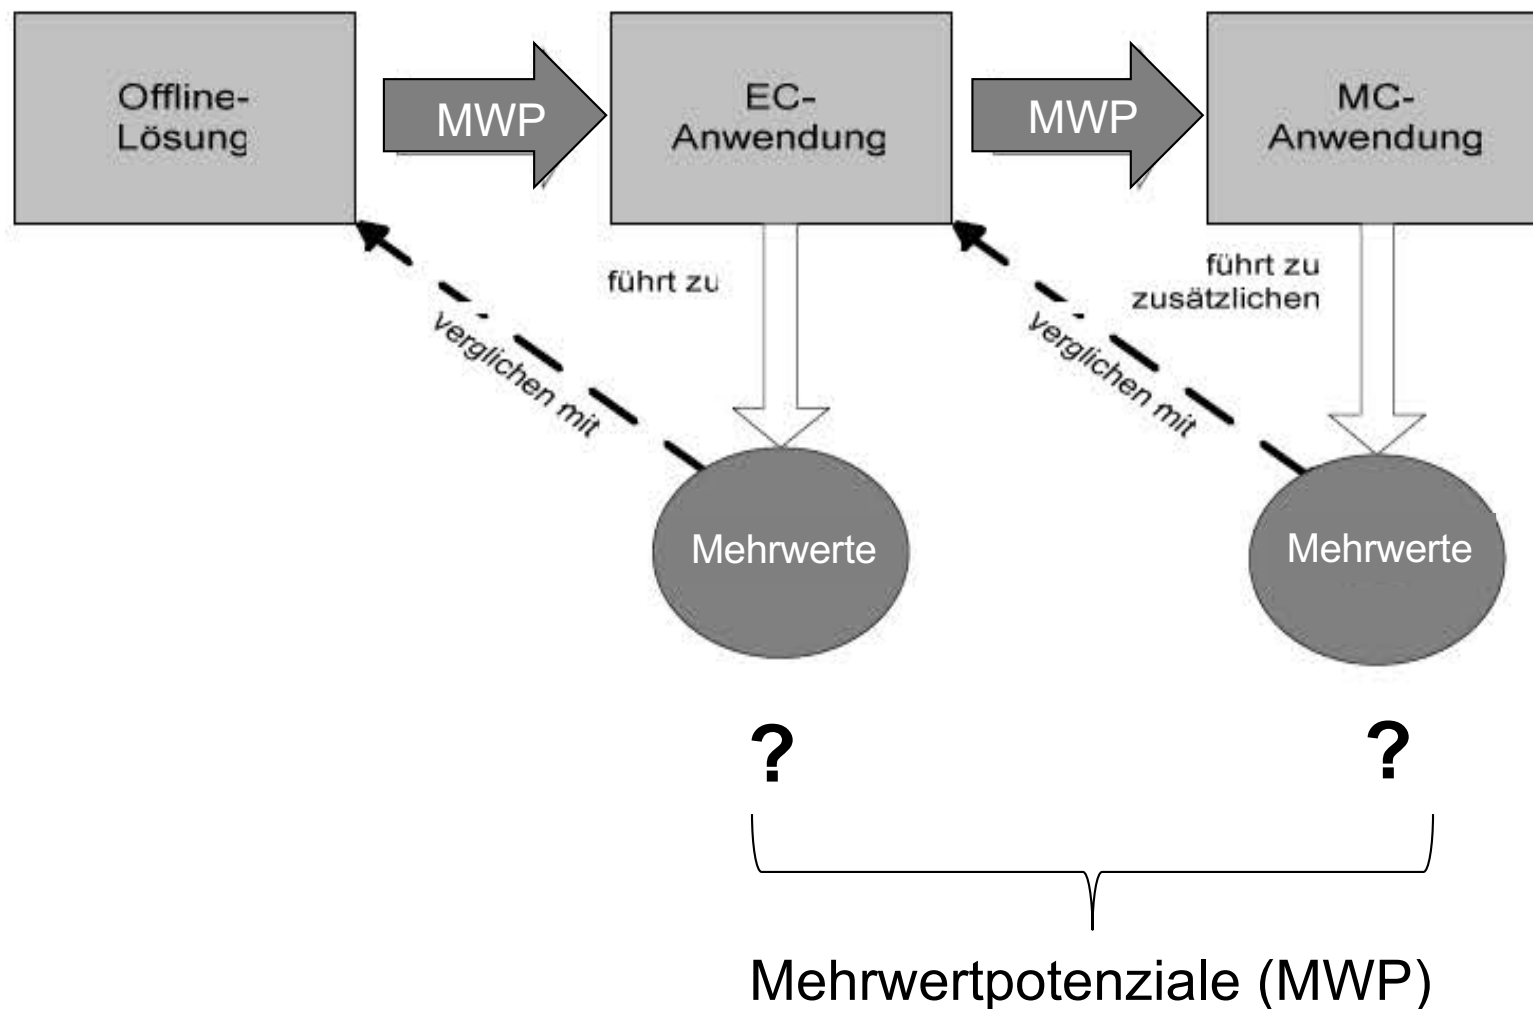 Offline-
Lösung
MWP
EC-
Anwendung
MWP
MC-
Anwendung
führt zu
führt zu
zusätzlichen
verglichen mit
verglichen mit
Mehrwerte
Mehrwerte
?
?
Mehrwertpotenziale (MWP)